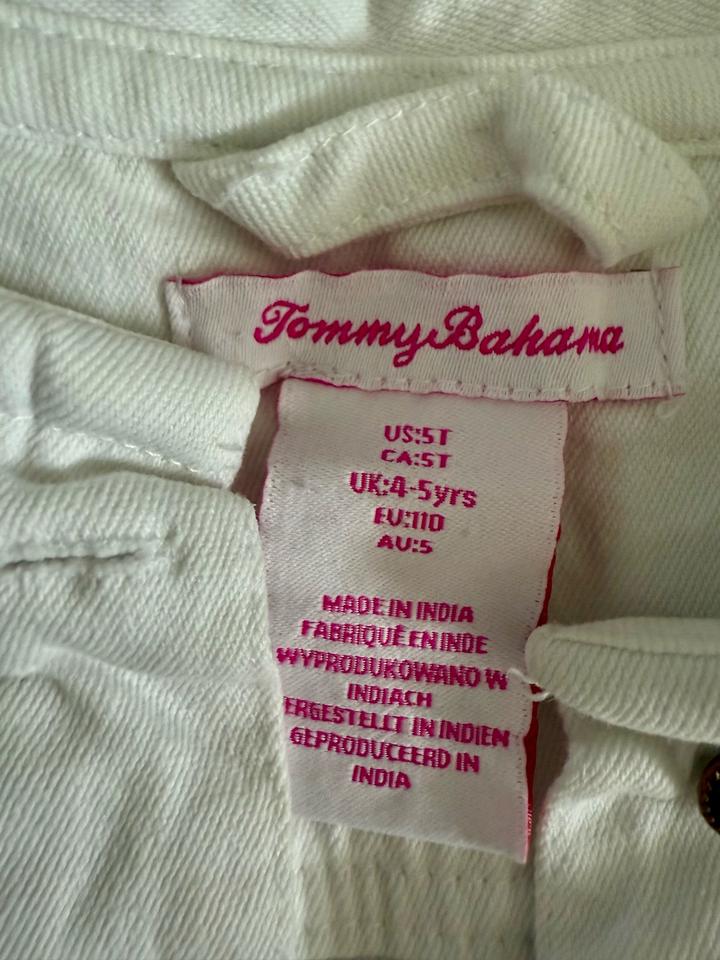 Tommy Bahama
US:5T
CA:5T
UK:4-5yrs
EU:110
AU:5
MADE IN INDIA
FABRIQUÉ EN INDE
WYPRODUKOWANO W
INDIACH
ERGESTELLT IN INDIEN
GEPRODUCEERD IN
INDIA